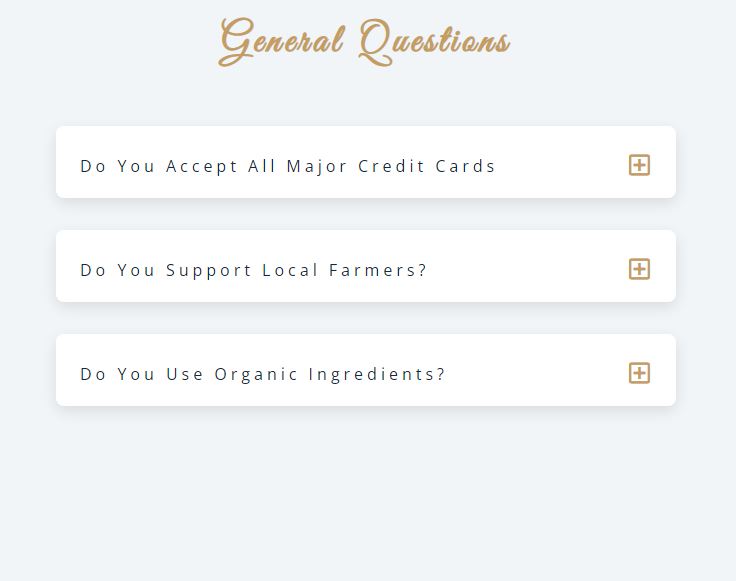 General Questions
Do You Accept All Major Credit Cards
Do You Support Local Farmers?
Do You Use Organic Ingredients?